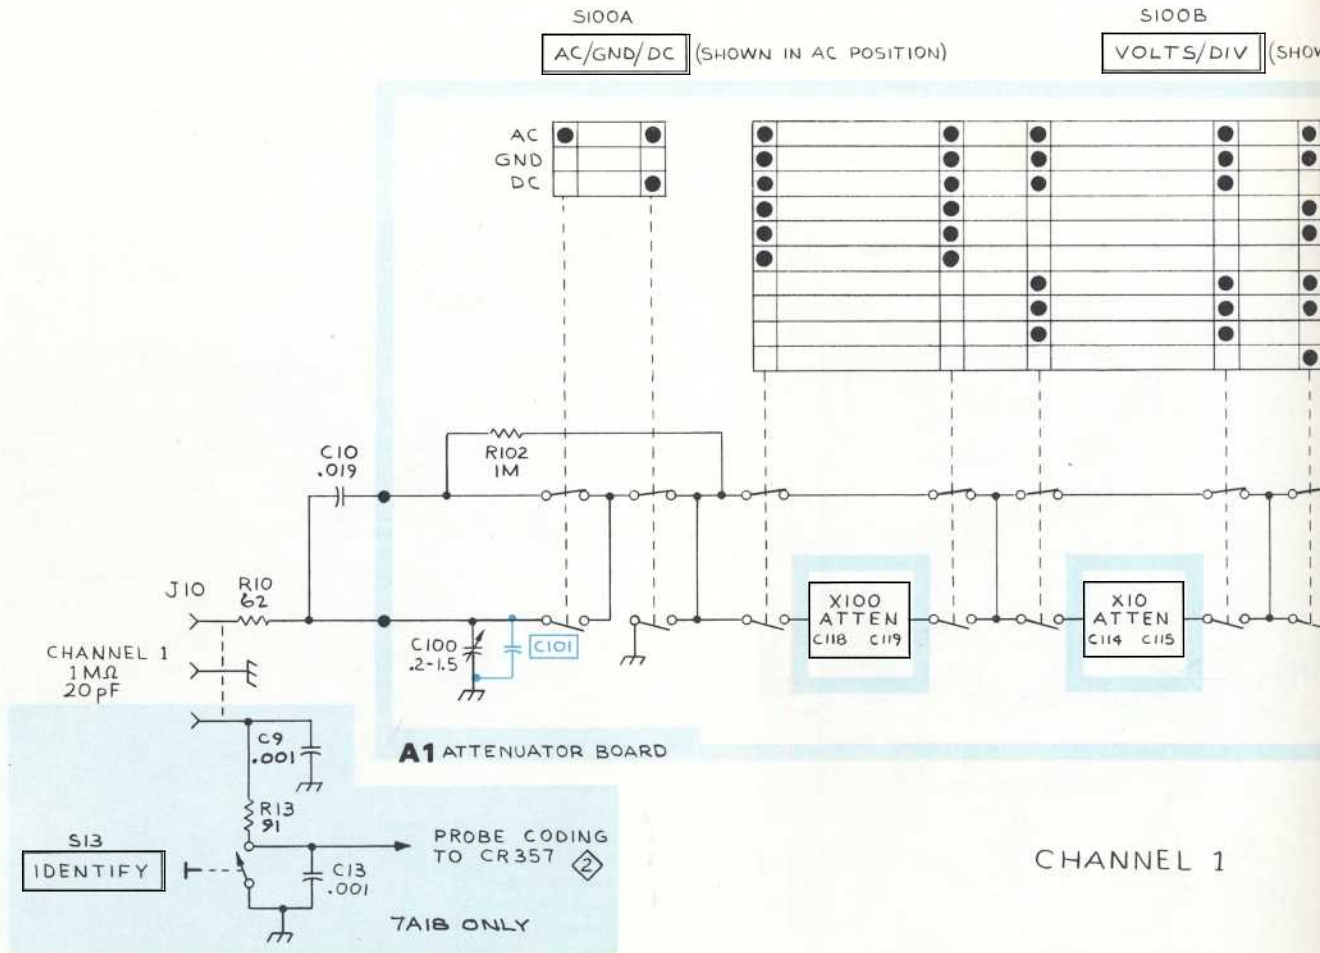 S100A
AC/GND/DC (SHOWN IN AC POSITION)
S100B
VOLTS/DIV (SHOW
AC
GND
DC
C10
.019
R102
1M
J10
R10
62
CHANNEL 1
1MΩ
20pF
C100
.2-1.5
C101
X100
ATTEN
C118 C119
X10
ATTEN
C114 C115
A1 ATTENUATOR BOARD
C9
.001
R13
91
S13
IDENTIFY
C13
.001
PROBE CODING
TO CR357 2
7A18 ONLY
CHANNEL 1